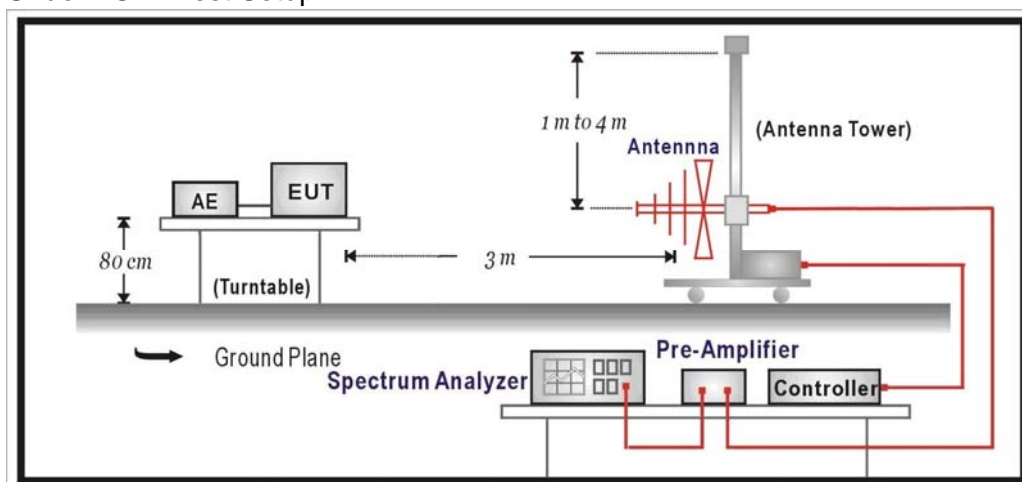 1 m to 4 m
(Antenna Tower)
Antennna
AE
EUT
80 cm
3 m
(Turntable)
Ground Plane
Spectrum Analyzer
Pre-Amplifier
Controller